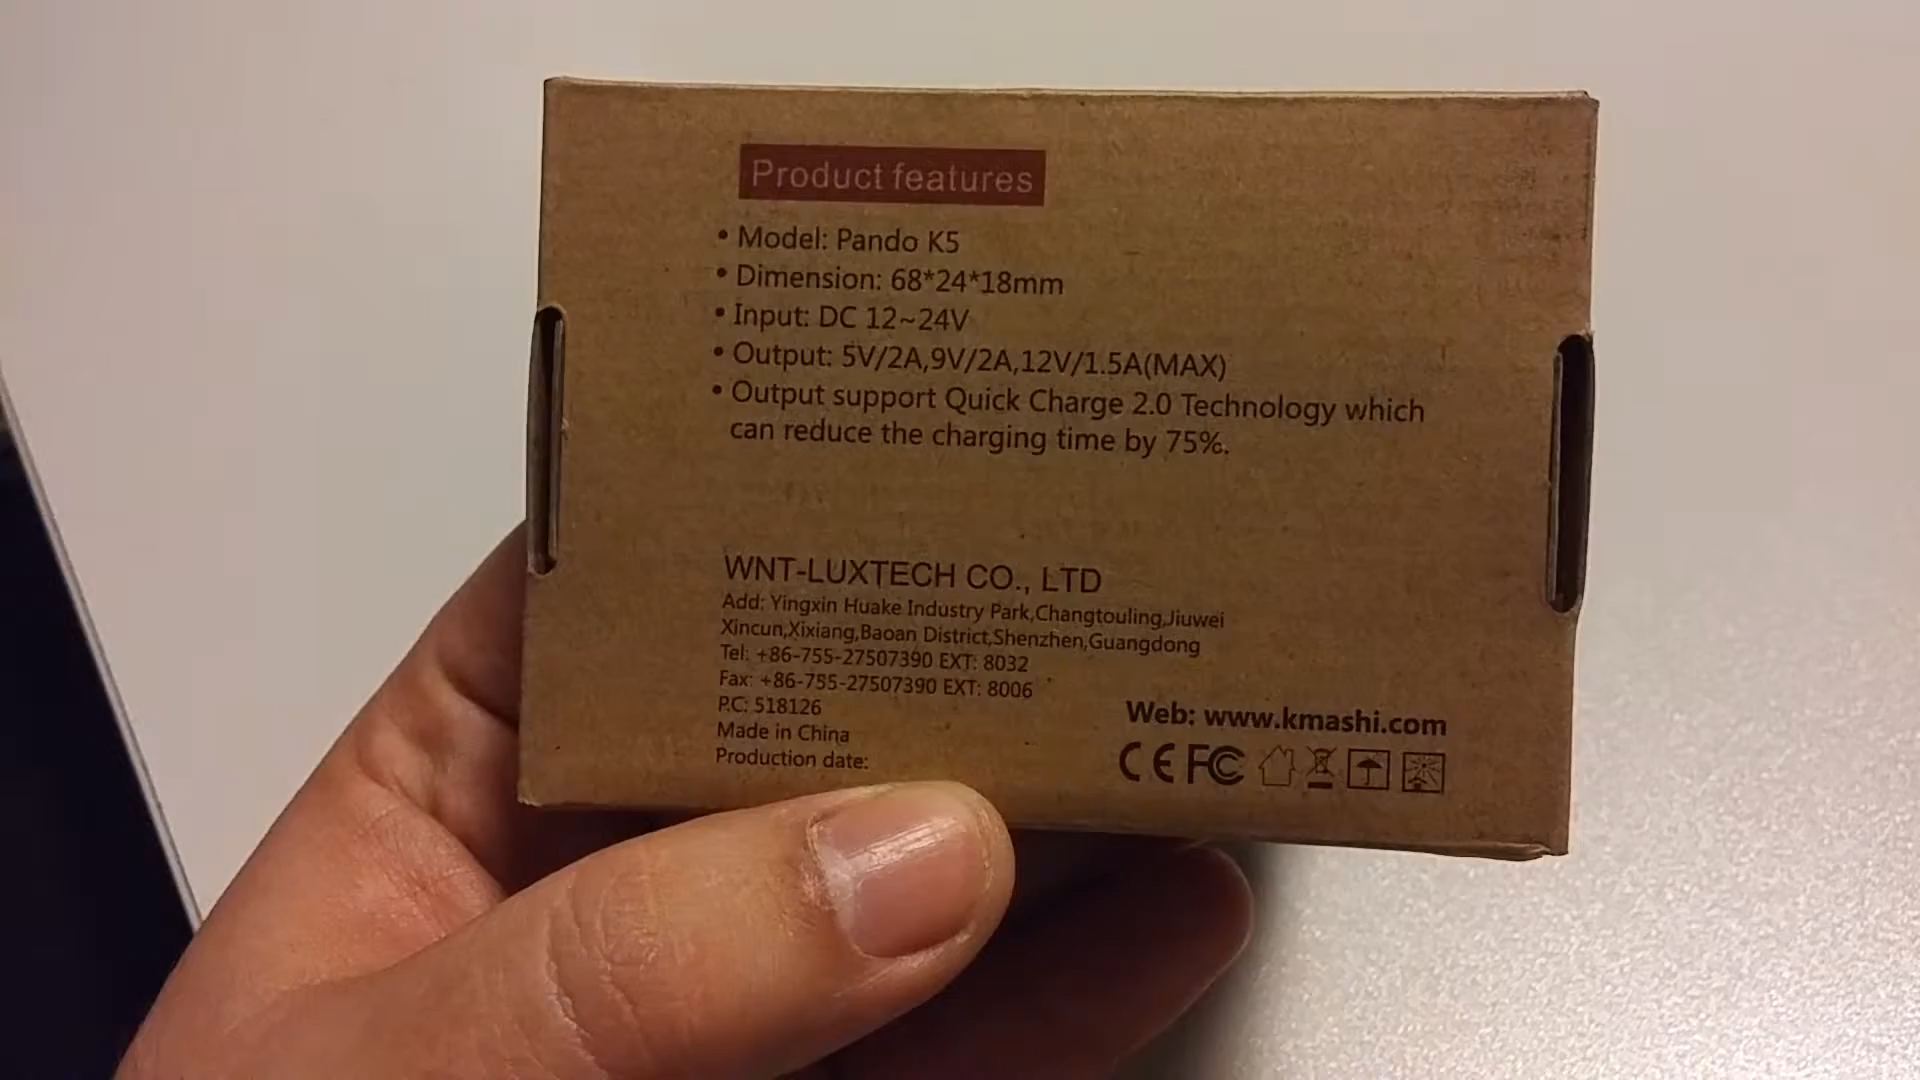 Product features
• Model: Pando K5
• Dimension: 68*24*18mm
• Input: DC 12~24V
• Output: 5V/2A,9V/2A,12V/1.5A(MAX)
• Output support Quick Charge 2.0 Technology which
can reduce the charging time by 75%.
WNT-LUXTECH CO., LTD
Add: Yingxin Huake Industry Park,Changtouling,Jiuwei
Xincun,Xixiang,Baoan District,Shenzhen,Guangdong
Tel: +86-755-27507390 EXT: 8032
Fax: +86-755-27507390 EXT: 8006
P.C: 518126
Made in China
Production date:
Web: www.kmashi.com
CE FC